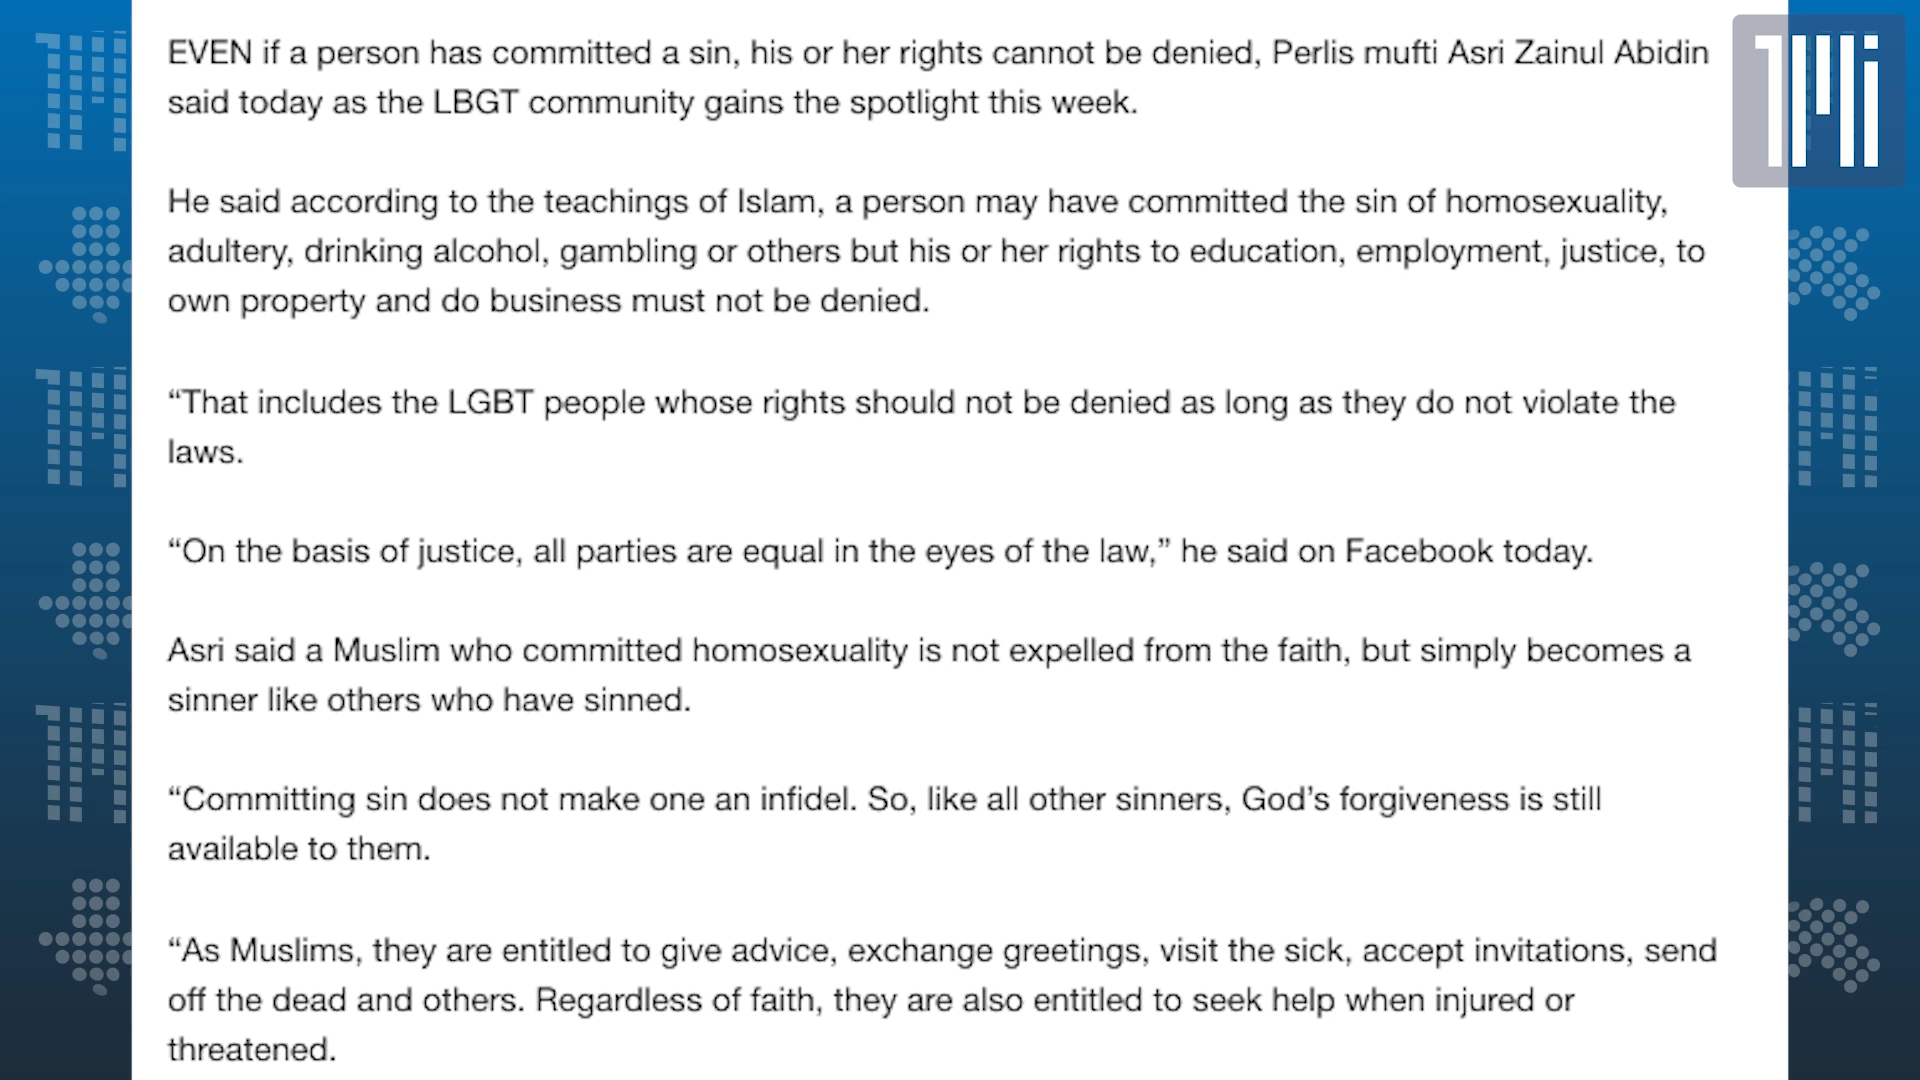 EVEN if a person has committed a sin, his or her rights cannot be denied, Perlis mufti Asri Zainul Abidin
said today as the LBGT community gains the spotlight this week.
He said according to the teachings of Islam, a person may have committed the sin of homosexuality,
adultery, drinking alcohol, gambling or others but his or her rights to education, employment, justice, to
own property and do business must not be denied.
“That includes the LGBT people whose rights should not be denied as long as they do not violate the
laws.
“On the basis of justice, all parties are equal in the eyes of the law,” he said on Facebook today.
Asri said a Muslim who committed homosexuality is not expelled from the faith, but simply becomes a
sinner like others who have sinned.
“Committing sin does not make one an infidel. So, like all other sinners, God’s forgiveness is still
available to them.
“As Muslims, they are entitled to give advice, exchange greetings, visit the sick, accept invitations, send
off the dead and others. Regardless of faith, they are also entitled to seek help when injured or
threatened.